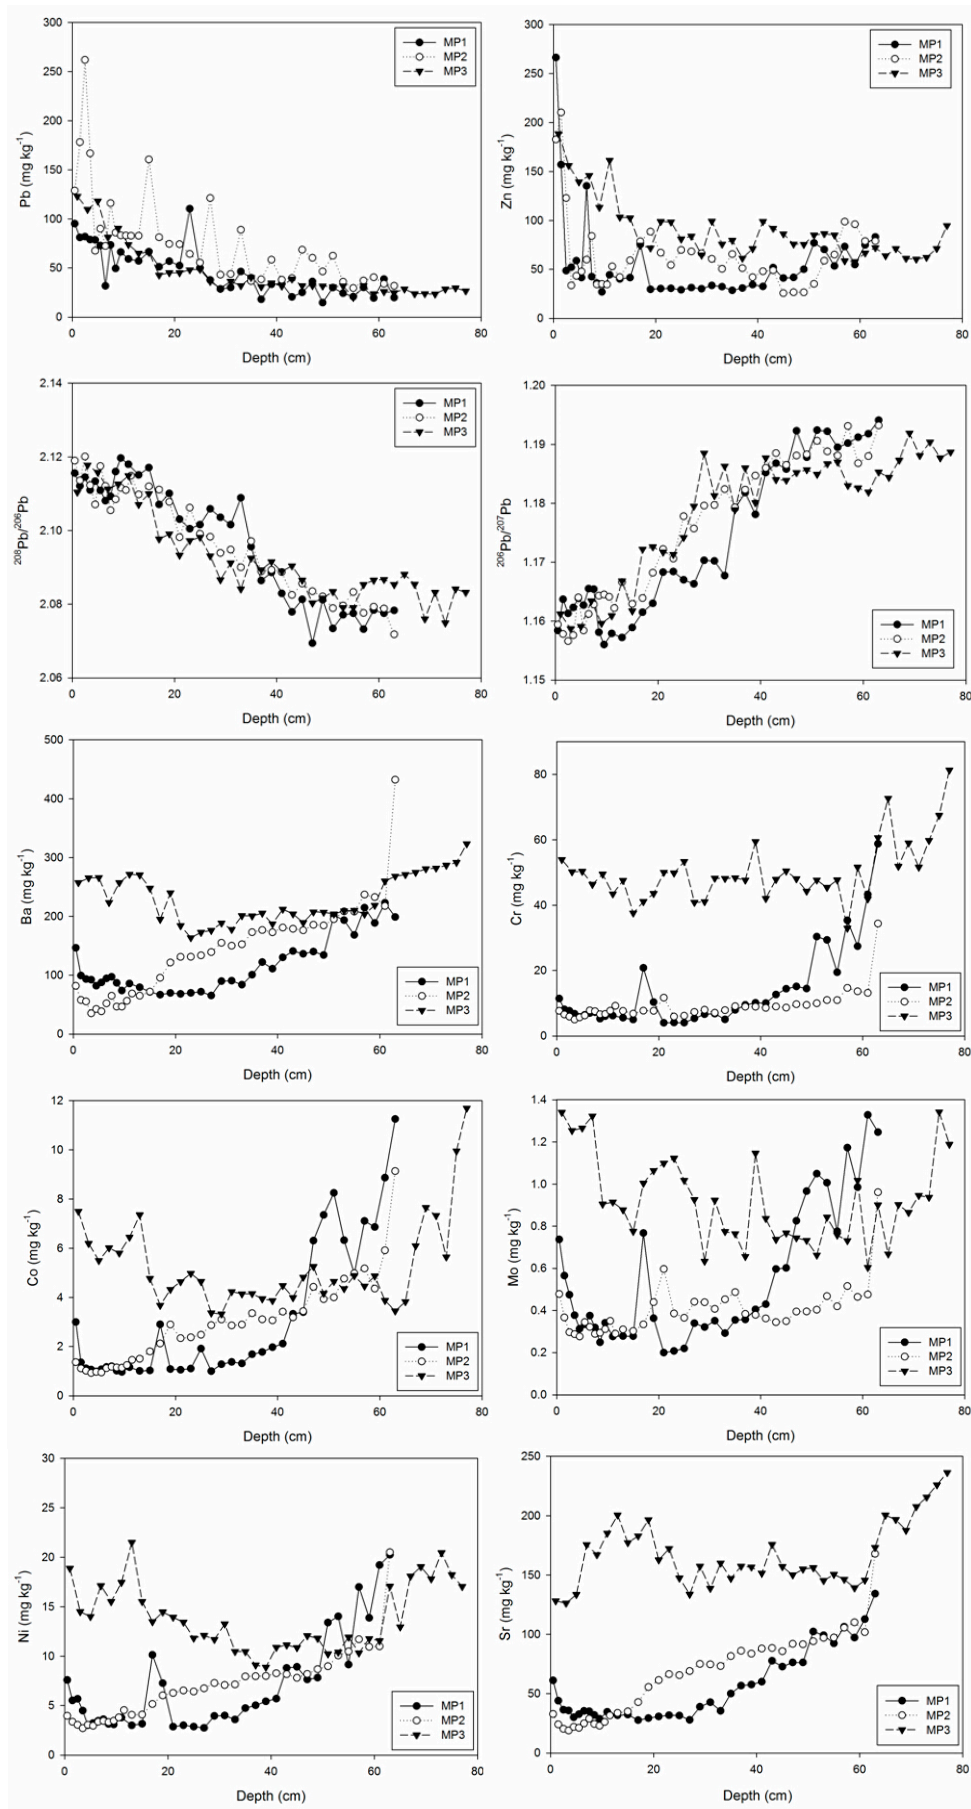 Pb (mg kg-1)
300
250
200
150
100
50
0
MP1
MP2
MP3
0 20 40 60 80
Depth (cm)
Zn (mg kg-1)
300
250
200
150
100
50
0
MP1
MP2
MP3
0 20 40 60 80
Depth (cm)
208Pb/206Pb
2.14
2.12
2.10
2.08
2.06
MP1
MP2
MP3
0 20 40 60 80
Depth (cm)
206Pb/207Pb
1.20
1.19
1.18
1.17
1.16
1.15
MP1
MP2
MP3
0 20 40 60 80
Depth (cm)
Ba (mg kg-1)
500
400
300
200
100
0
MP1
MP2
MP3
0 20 40 60 80
Depth (cm)
Cr (mg kg-1)
80
60
40
20
0
MP1
MP2
MP3
0 20 40 60 80
Depth (cm)
Co (mg kg-1)
12
10
8
6
4
2
0
MP1
MP2
MP3
0 20 40 60 80
Depth (cm)
Mo (mg kg-1)
1.4
1.2
1.0
0.8
0.6
0.4
0.2
0.0
MP1
MP2
MP3
0 20 40 60 80
Depth (cm)
Ni (mg kg-1)
30
25
20
15
10
5
0
MP1
MP2
MP3
0 20 40 60 80
Depth (cm)
Sr (mg kg-1)
250
200
150
100
50
0
MP1
MP2
MP3
0 20 40 60 80
Depth (cm)